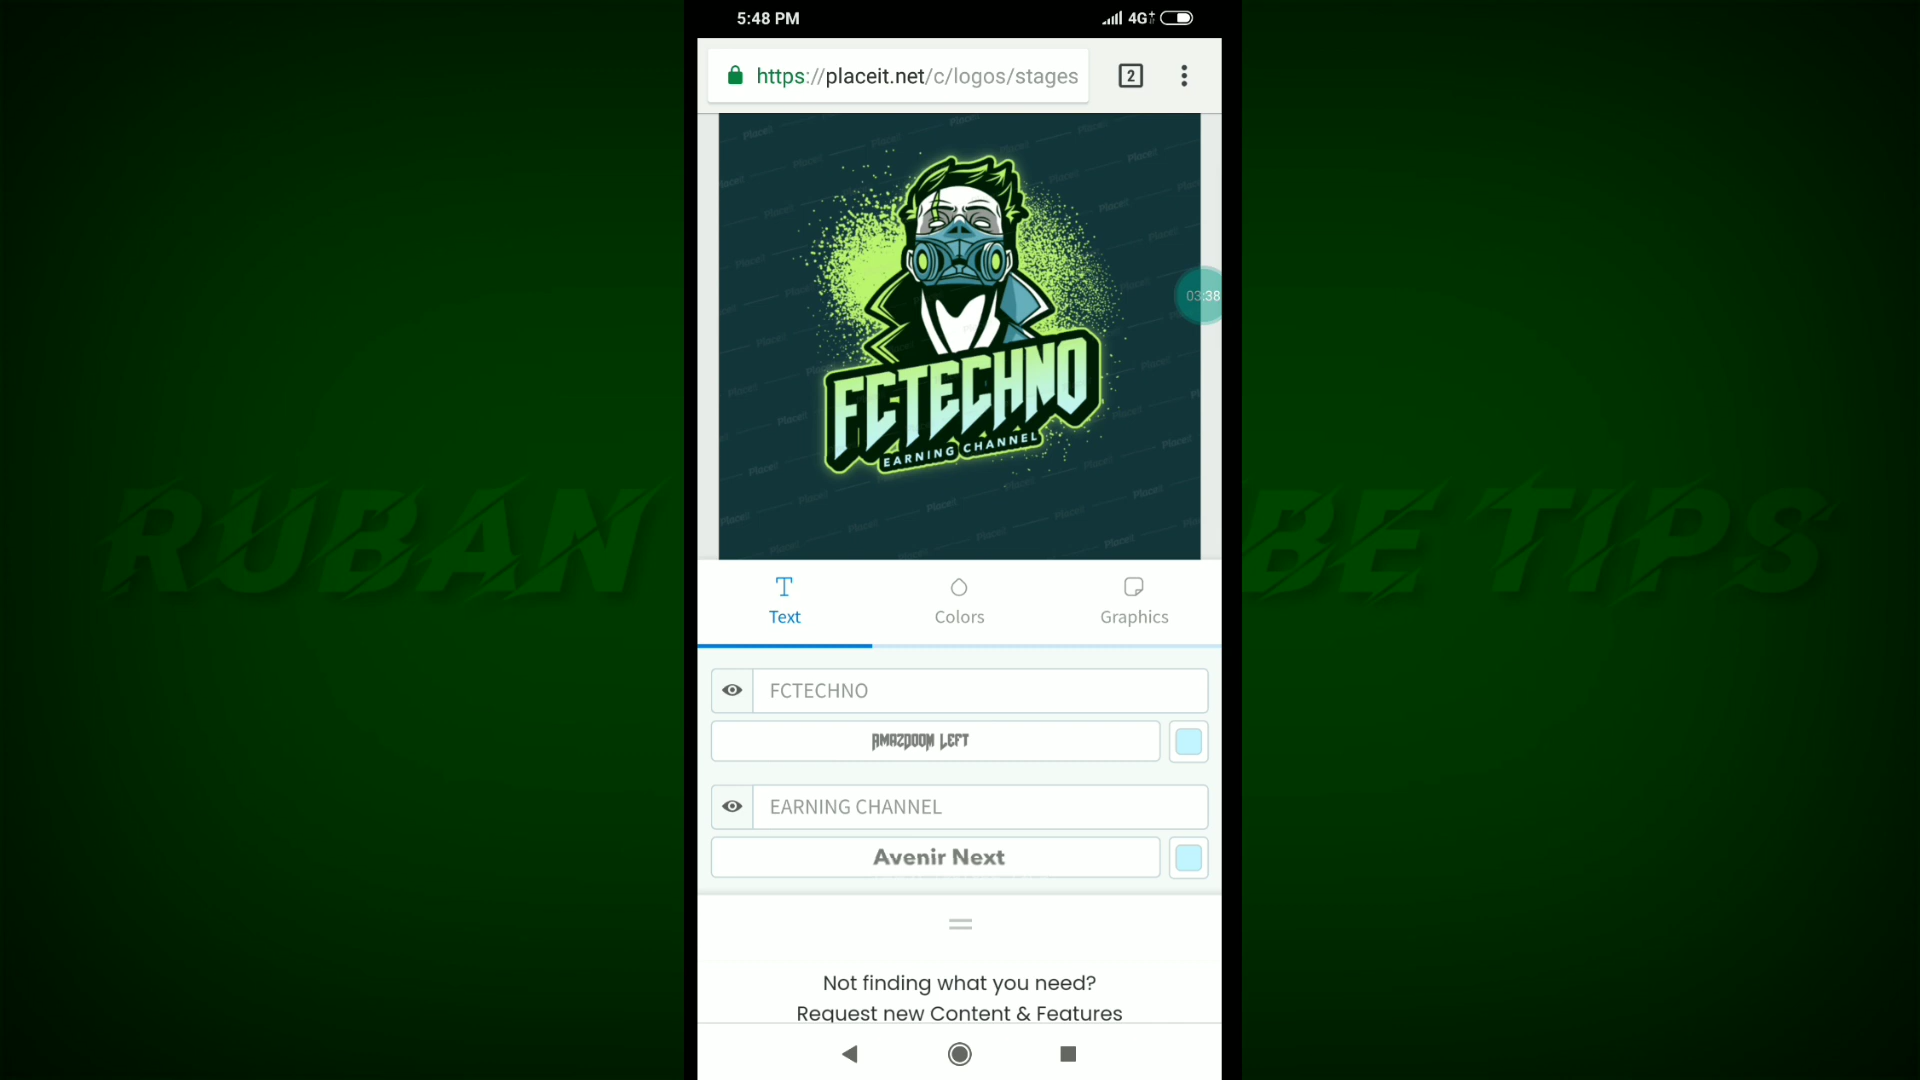 5:48 PM
4G+
https://placeit.net/c/logos/stages
2
FCTECHNO
EARNING CHANNEL
03:38
RUBAN
BE TIPS
Text
Colors
Graphics
FCTECHNO
AMAZDOOM LEFT
EARNING CHANNEL
Avenir Next
Not finding what you need?
Request new Content & Features